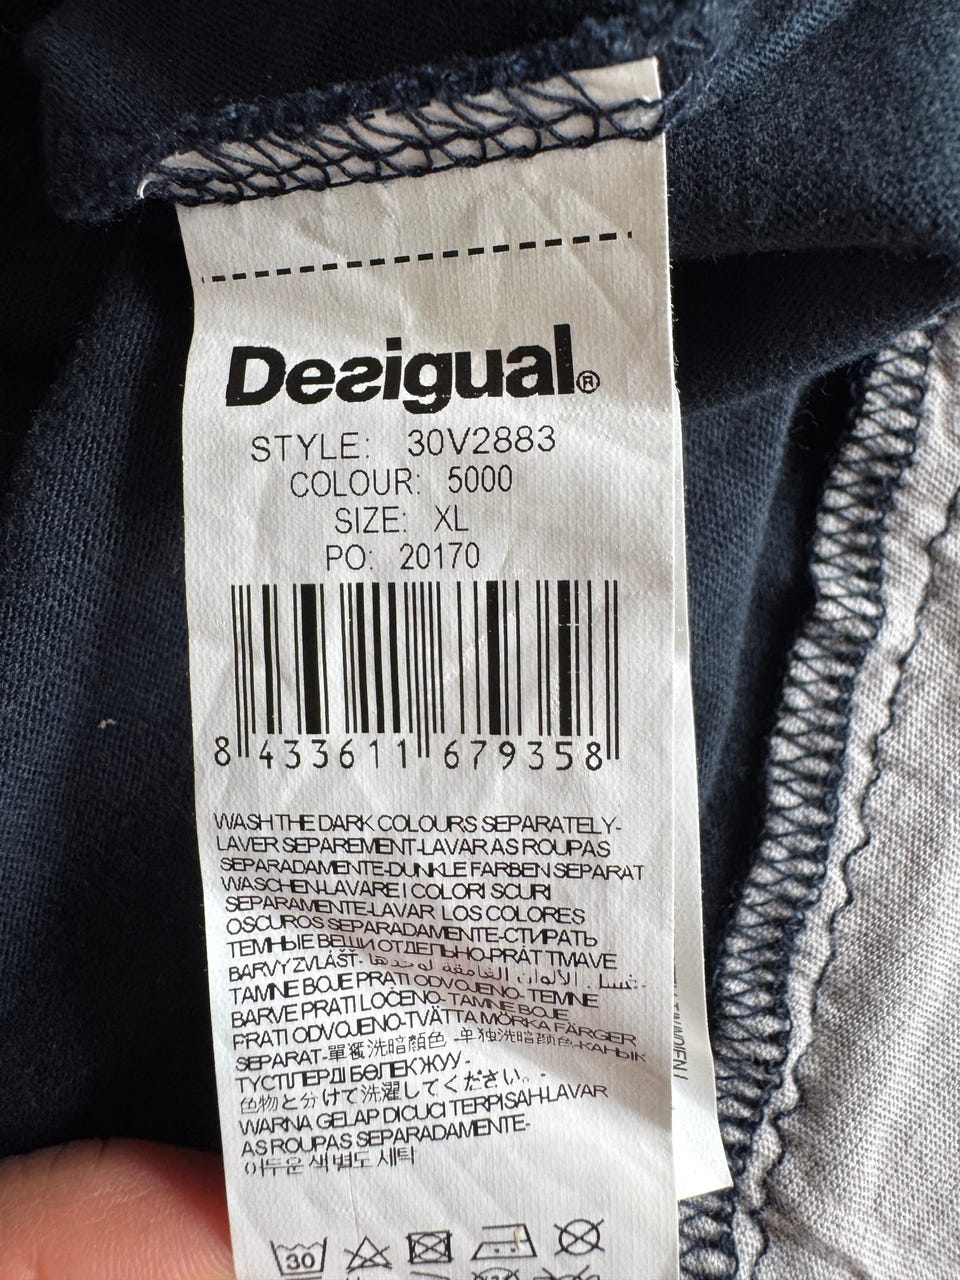 Desigual®
STYLE: 30V2883
COLOUR: 5000
SIZE: XL
PO: 20170
8 433611 679358
WASH THE DARK COLOURS SEPARATELY-
LAVER SEPAREMENT-LAVAR AS ROUPAS
SEPARADAMENTE-DUNKLE FARBEN SEPARAT
WASCHEN-LAVARE I COLORI SCURI
SEPARAMENTE-LAVAR LOS COLORES
OSCUROS SEPARADAMENTE-СТИРАТЬ
ТЕМНЫЕ ВЕЩИ ОТДЕЛЬНО-PRÁT TMAVÉ
BARVY ZVLÁŠŤ- تغسل الألوان الغامقة لوحدها -
TAMNE BOJE PRATI ODVOJENO- TEMNE
BARVE PRATI LOČENO- TAMNE BOJE
PRATI ODVOJENO-TVÄTTA MÖRKA FÄRGER
SEPARAT-單獨洗暗顏色 -单独洗暗颜色-КАНЫК
ТҮСТІЛЕРДІ БӨЛЕК ЖУУ -
色物と分けて洗濯してください。-
WARNA GELAP DICUCI TERPISAH-LAVAR
AS ROUPAS SEPARADAMENTE-
어두운 색 별도 세탁
30